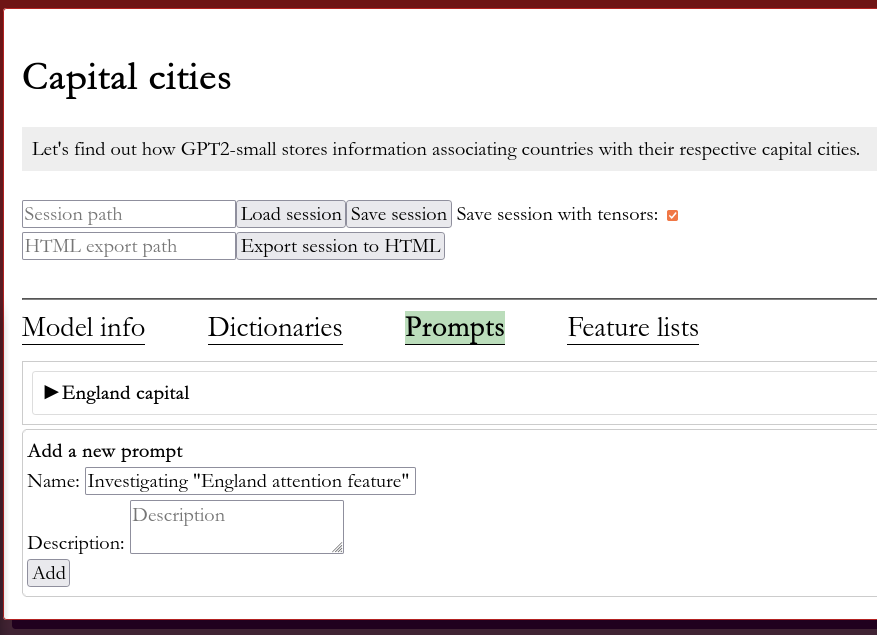 Capital cities
Let's find out how GPT2-small stores information associating countries with their respective capital cities.
Session path Load session Save session Save session with tensors:
HTML export path Export session to HTML
Model info Dictionaries Prompts Feature lists
▶England capital
Add a new prompt
Name: Investigating "England attention feature"
Description: Description
Add